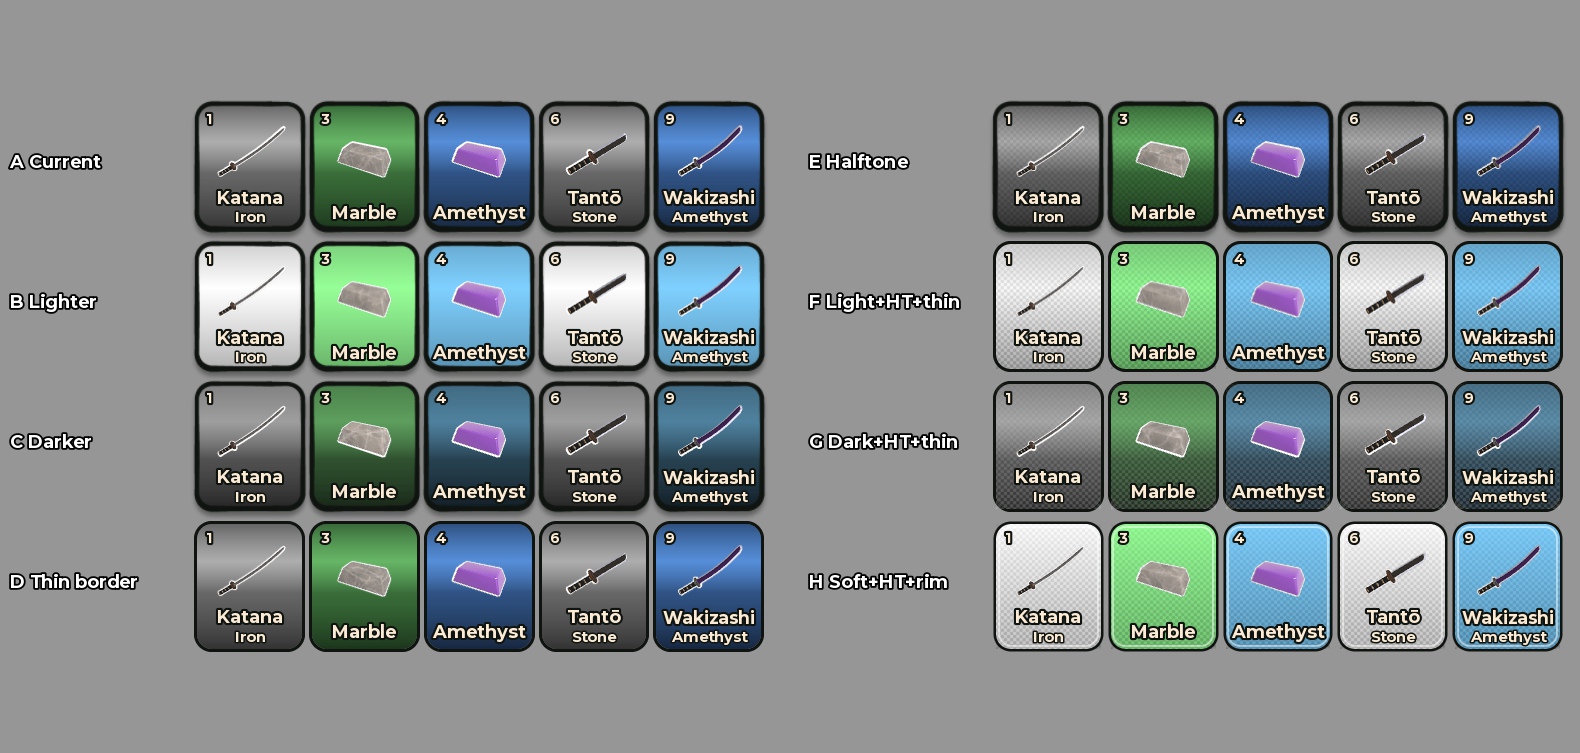 A Current
1
Katana
Iron
3
Marble
4
Amethyst
6
Tantō
Stone
9
Wakizashi
Amethyst
B Lighter
1
Katana
Iron
3
Marble
4
Amethyst
6
Tantō
Stone
9
Wakizashi
Amethyst
C Darker
1
Katana
Iron
3
Marble
4
Amethyst
6
Tantō
Stone
9
Wakizashi
Amethyst
D Thin border
1
Katana
Iron
3
Marble
4
Amethyst
6
Tantō
Stone
9
Wakizashi
Amethyst
E Halftone
1
Katana
Iron
3
Marble
4
Amethyst
6
Tantō
Stone
9
Wakizashi
Amethyst
F Light+HT+thin
1
Katana
Iron
3
Marble
4
Amethyst
6
Tantō
Stone
9
Wakizashi
Amethyst
G Dark+HT+thin
1
Katana
Iron
3
Marble
4
Amethyst
6
Tantō
Stone
9
Wakizashi
Amethyst
H Soft+HT+rim
1
Katana
Iron
3
Marble
4
Amethyst
6
Tantō
Stone
9
Wakizashi
Amethyst